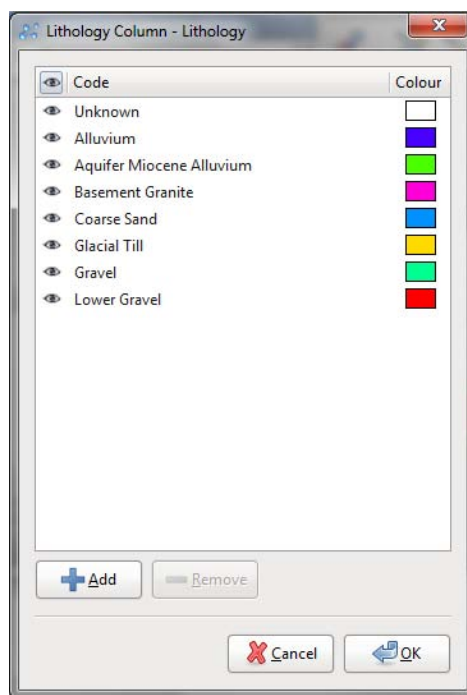 Lithology Column - Lithology
Code Colour
Unknown
Alluvium
Aquifer Miocene Alluvium
Basement Granite
Coarse Sand
Glacial Till
Gravel
Lower Gravel
Add Remove
Cancel OK